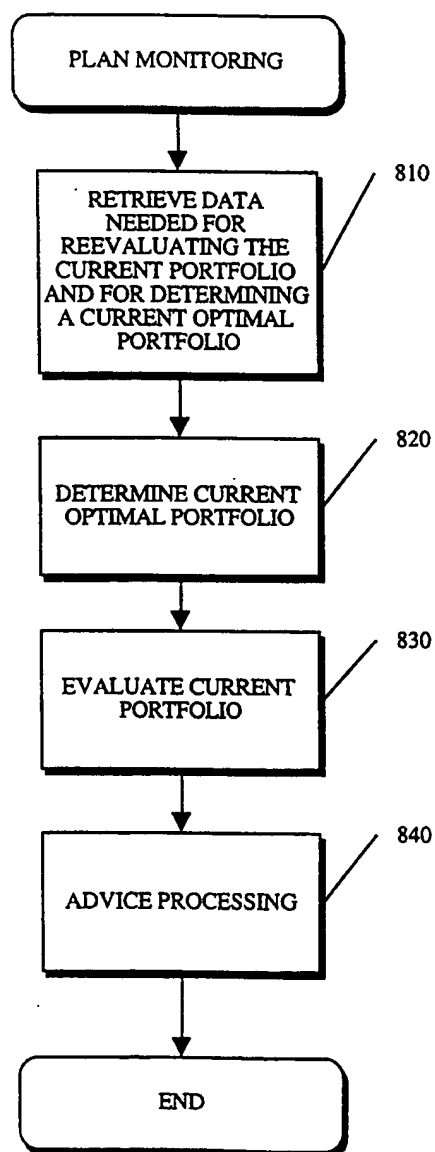 PLAN MONITORING
810
RETRIEVE DATA
NEEDED FOR
REEVALUATING THE
CURRENT PORTFOLIO
AND FOR DETERMINING
A CURRENT OPTIMAL
PORTFOLIO
820
DETERMINE CURRENT
OPTIMAL PORTFOLIO
830
EVALUATE CURRENT
PORTFOLIO
840
ADVICE PROCESSING
END